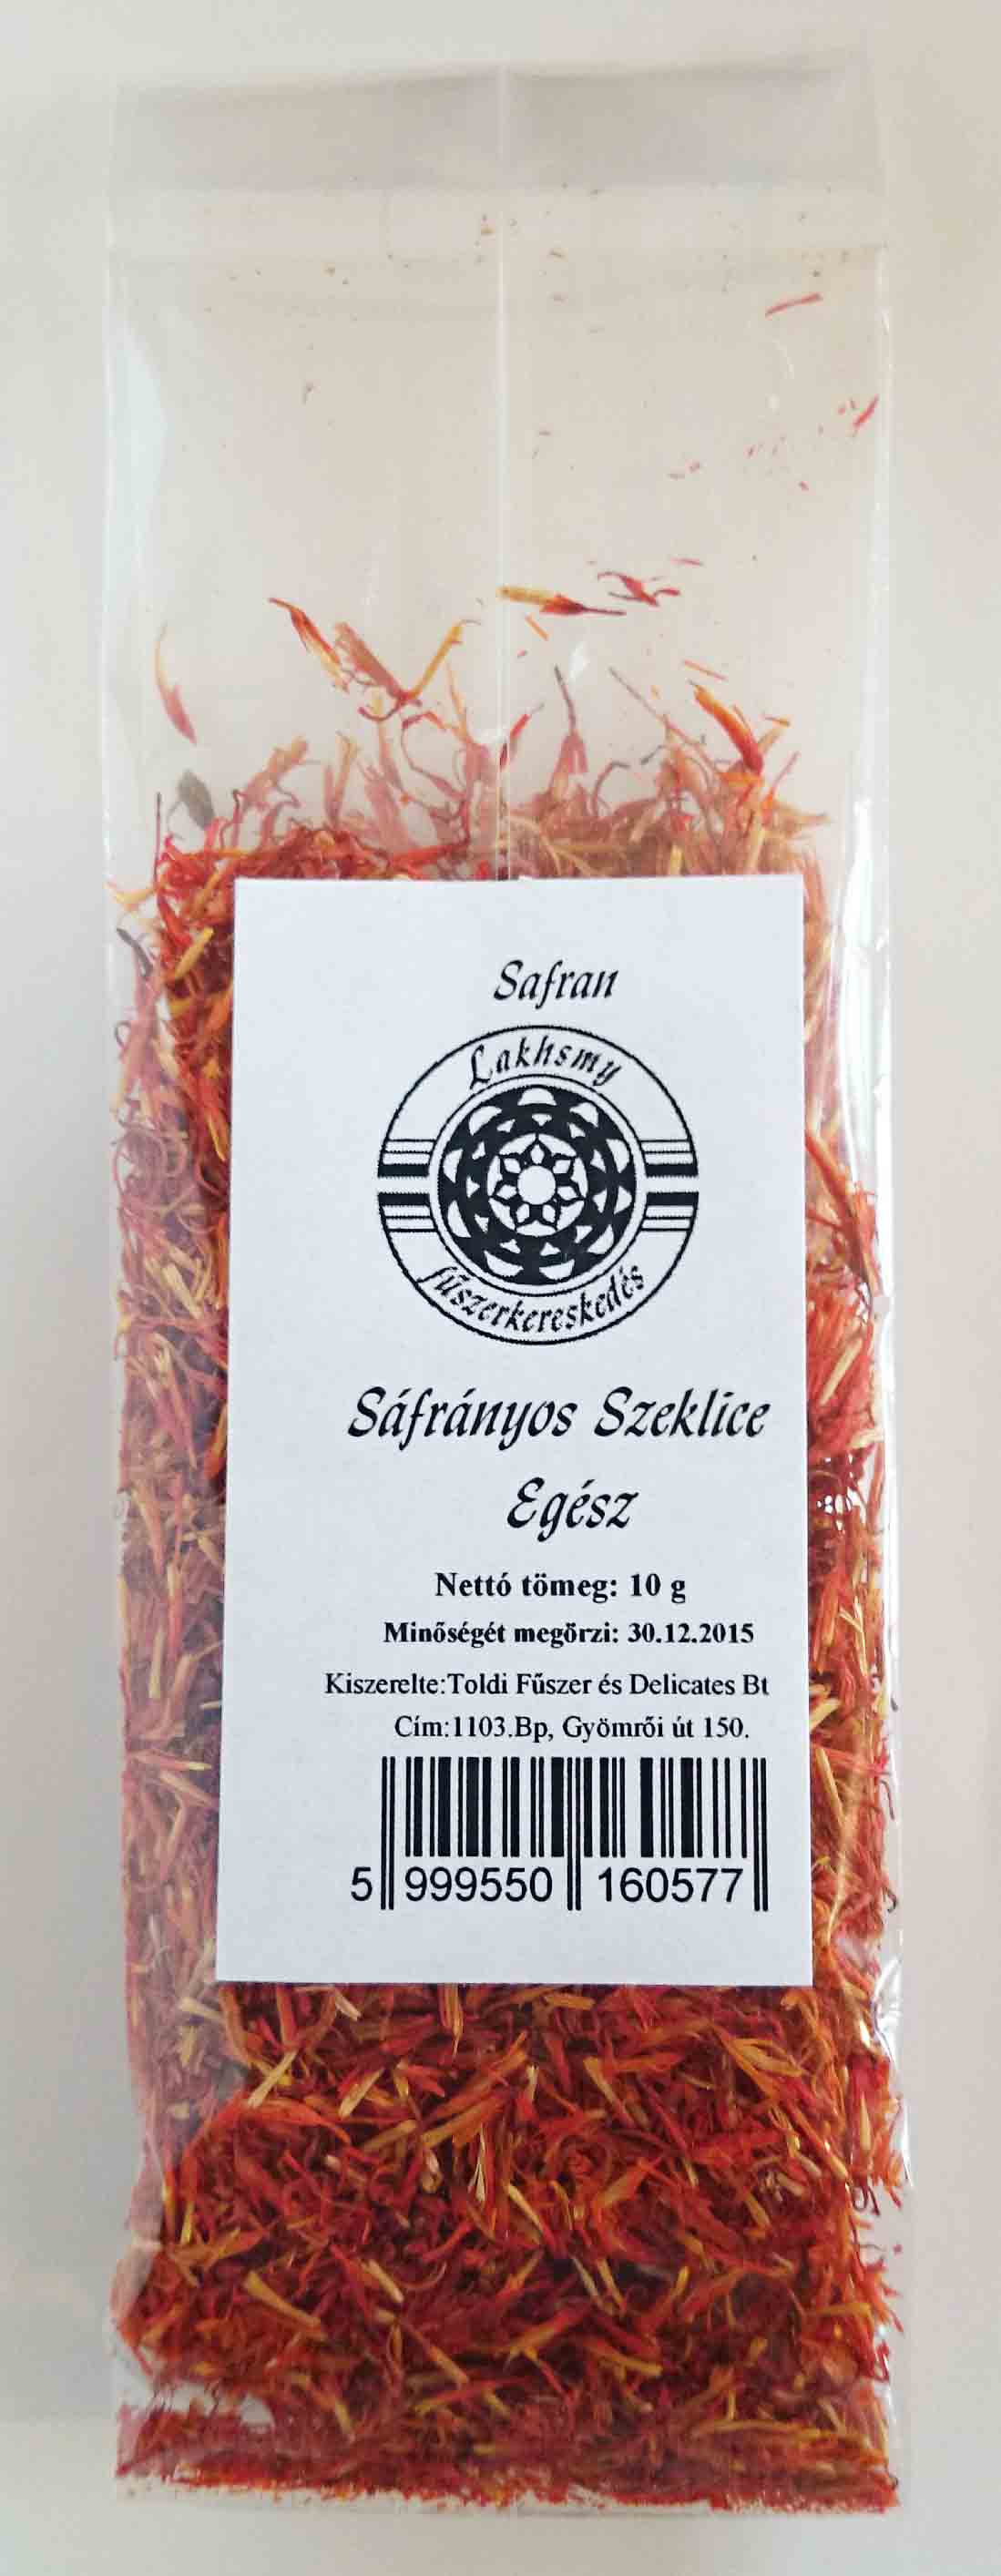 Safran
Lakhsmy
fűszerkereskedés
Sáfrányos Szeklice
Egész
Nettó tömeg: 10 g
Minőségét megőrzi: 30.12.2015
Kiszerelte:Toldi Fűszer és Delicates Bt
Cím:1103.Bp, Gyömrői út 150.
5 999550 160577